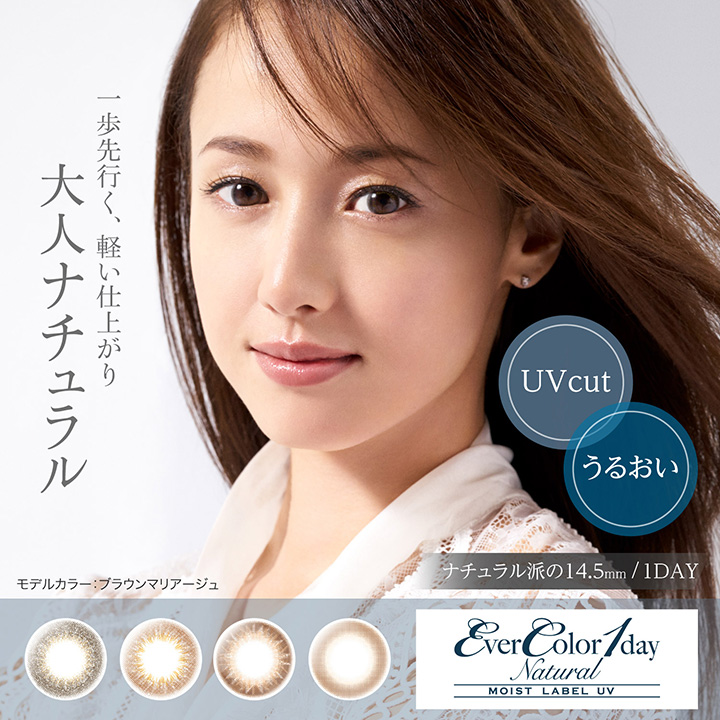 一歩先行く、軽い仕上がり
大人ナチュラル
UVcut
うるおい
ナチュラル派の14.5mm / 1DAY
モデルカラー:ブラウンマリアージュ
EverColor1day
Natural
MOIST LABEL UV